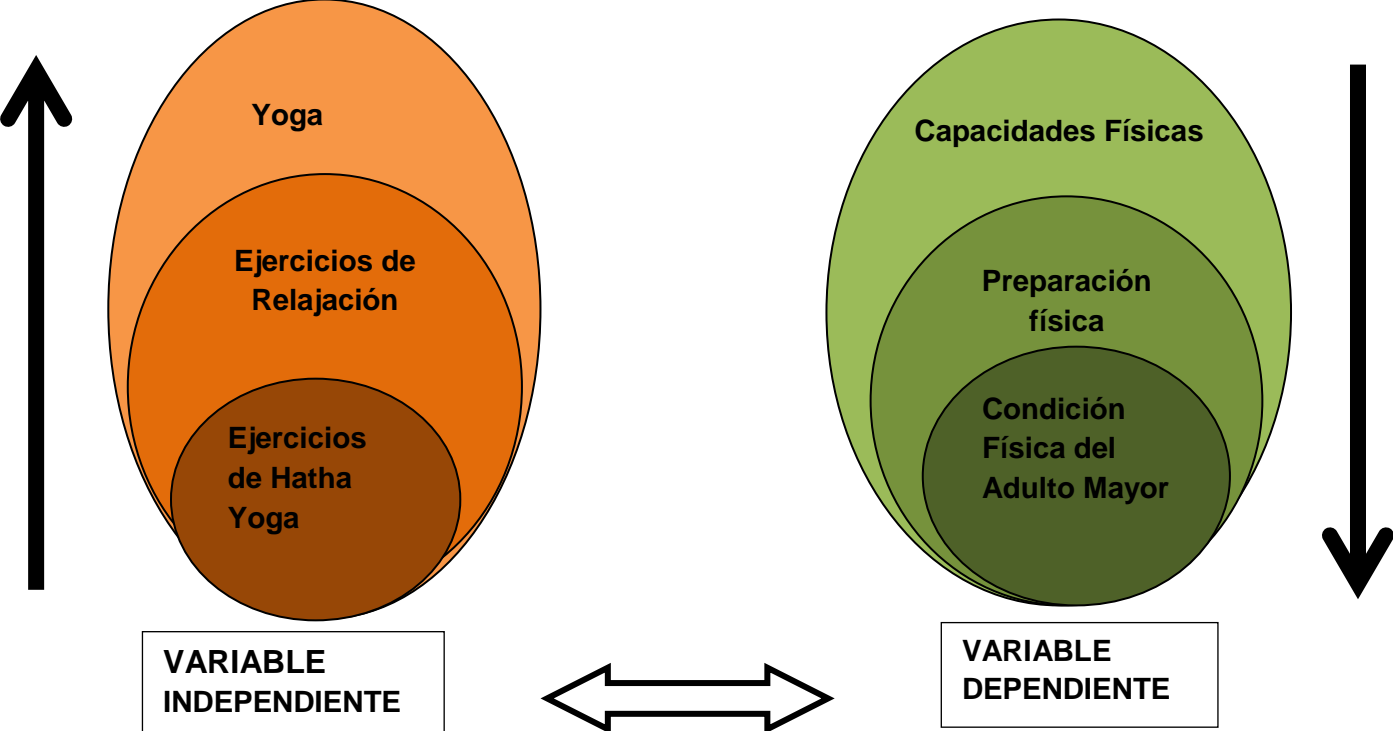 Yoga
Ejercicios de
Relajación
Ejercicios
de Hatha
Yoga
VARIABLE
INDEPENDIENTE
Capacidades Físicas
Preparación
física
Condición
Física del
Adulto Mayor
VARIABLE
DEPENDIENTE